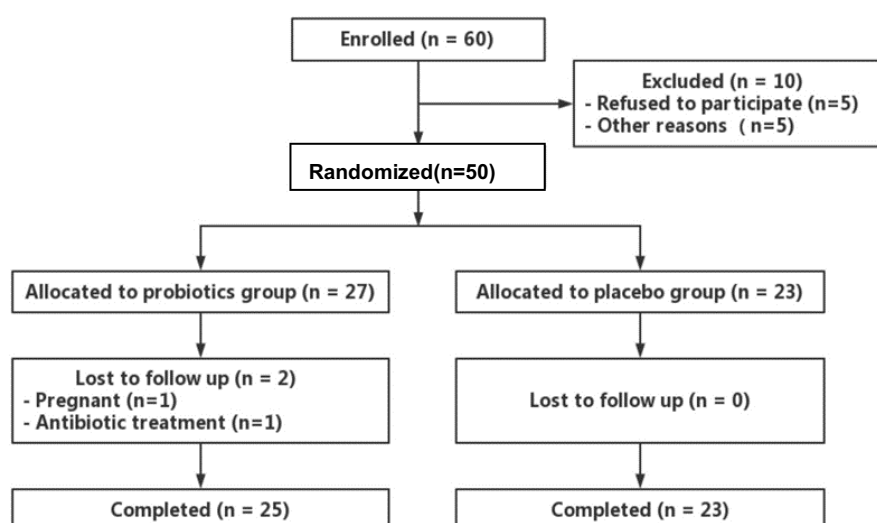 Enrolled (n = 60)
Excluded (n = 10)
- Refused to participate (n=5)
- Other reasons ( n=5)
Randomized(n=50)
Allocated to probiotics group (n = 27)
Allocated to placebo group (n = 23)
Lost to follow up (n = 2)
- Pregnant (n=1)
- Antibiotic treatment (n=1)
Lost to follow up (n = 0)
Completed (n = 25)
Completed (n = 23)